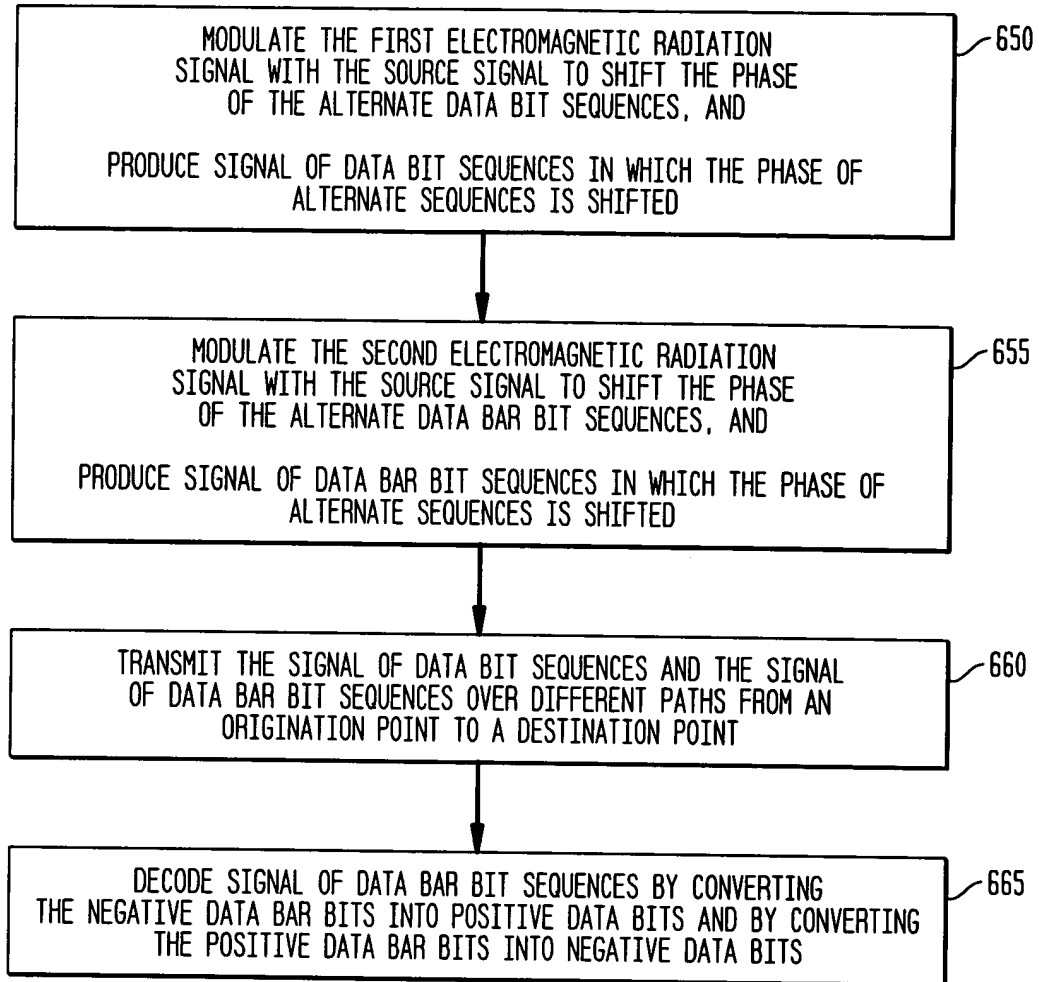 MODULATE THE FIRST ELECTROMAGNETIC RADIATION
SIGNAL WITH THE SOURCE SIGNAL TO SHIFT THE PHASE
OF THE ALTERNATE DATA BIT SEQUENCES, AND
PRODUCE SIGNAL OF DATA BIT SEQUENCES IN WHICH THE PHASE OF
ALTERNATE SEQUENCES IS SHIFTED
650
MODULATE THE SECOND ELECTROMAGNETIC RADIATION
SIGNAL WITH THE SOURCE SIGNAL TO SHIFT THE PHASE
OF THE ALTERNATE DATA BAR BIT SEQUENCES, AND
PRODUCE SIGNAL OF DATA BAR BIT SEQUENCES IN WHICH THE PHASE OF
ALTERNATE SEQUENCES IS SHIFTED
655
TRANSMIT THE SIGNAL OF DATA BIT SEQUENCES AND THE SIGNAL
OF DATA BAR BIT SEQUENCES OVER DIFFERENT PATHS FROM AN
ORIGINATION POINT TO A DESTINATION POINT
660
DECODE SIGNAL OF DATA BAR BIT SEQUENCES BY CONVERTING
THE NEGATIVE DATA BAR BITS INTO POSITIVE DATA BITS AND BY CONVERTING
THE POSITIVE DATA BAR BITS INTO NEGATIVE DATA BITS
665